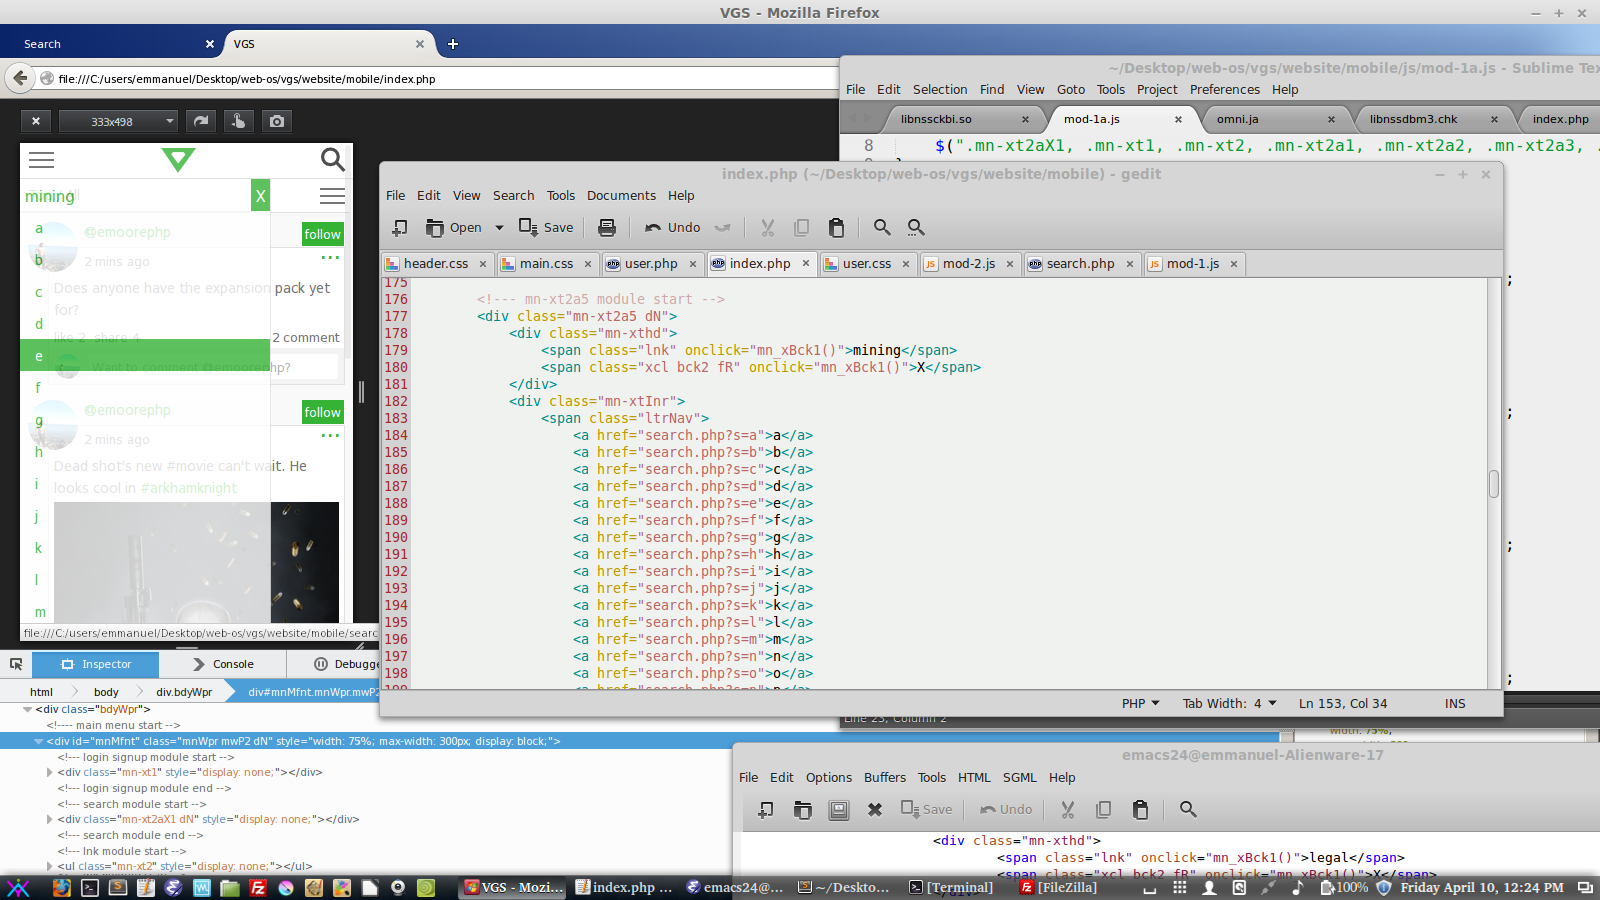 VGS - Mozilla Firefox
Search
VGS
file:///C:/users/emmanuel/Desktop/web-os/vgs/website/mobile/index.php
333x498
mining
X
a
@emoorephp
follow
b
2 mins ago
c
Does anyone have the expansion pack yet
d
for?
like 2 share 4
2 comment
e
Want to comment @emoorephp?
f
g
@emoorephp
follow
h
2 mins ago
Dead shot's new #movie can't wait. He
i
looks cool in #arkhamknight
j
k
l
m
file:///C:/users/emmanuel/Desktop/web-os/vgs/website/mobile/searc
~/Desktop/web-os/vgs/website/mobile/js/mod-1a.js - Sublime Tex
File Edit Selection Find View Goto Tools Project Preferences Help
libnssckbi.so
mod-1a.js
omni.ja
libnssdbm3.chk
index.php
8 $(".mn-xt2aX1, .mn-xt1, .mn-xt2, .mn-xt2a1, .mn-xt2a2, .mn-xt2a3, .
;
;
;
;
Line 23, Column 2
index.php (~/Desktop/web-os/vgs/website/mobile) - gedit
File Edit View Search Tools Documents Help
Open Save Undo
header.css
main.css
user.php
index.php
user.css
mod-2.js
search.php
mod-1.js
175
176 <!--- mn-xt2a5 module start -->
177 <div class="mn-xt2a5 dN">
178 <div class="mn-xthd">
179 <span class="lnk" onclick="mn_xBck1()">mining</span>
180 <span class="xcl bck2 fR" onclick="mn_xBck1()">X</span>
181 </div>
182 <div class="mn-xtInr">
183 <span class="ltrNav">
184 <a href="search.php?s=a">a</a>
185 <a href="search.php?s=b">b</a>
186 <a href="search.php?s=c">c</a>
187 <a href="search.php?s=d">d</a>
188 <a href="search.php?s=e">e</a>
189 <a href="search.php?s=f">f</a>
190 <a href="search.php?s=g">g</a>
191 <a href="search.php?s=h">h</a>
192 <a href="search.php?s=i">i</a>
193 <a href="search.php?s=j">j</a>
194 <a href="search.php?s=k">k</a>
195 <a href="search.php?s=l">l</a>
196 <a href="search.php?s=m">m</a>
197 <a href="search.php?s=n">n</a>
198 <a href="search.php?s=o">o</a>
PHP Tab Width: 4 Ln 153, Col 34 INS
Inspector
Console
Debugge
html
body
div.bdyWpr
div#mnMfnt.mnWpr.mwP2
<div class="bdyWpr">
<!---- main menu start -->
<div id="mnMfnt" class="mnWpr mwP2 dN" style="width: 75%; max-width: 300px; display: block;">
<!--- login signup module start -->
<div class="mn-xt1" style="display: none;"></div>
<!--- login signup module end -->
<!--- search module start -->
<div class="mn-xt2aX1 dN" style="display: none;"></div>
<!--- search module end -->
<!--- lnk module start -->
<ul class="mn-xt2" style="display: none;"></ul>
width: 75%;
emacs24@emmanuel-Alienware-17
File Edit Options Buffers Tools HTML SGML Help
Save Undo
<div class="mn-xthd">
<span class="lnk" onclick="mn_xBck1()">legal</span>
<span class="xcl bck2 fR" onclick="mn_xBck1()">X</span>
VGS - Mozi...
index.php ...
emacs24@...
~/Deskto...
[Terminal]
[FileZilla]
100%
Friday April 10, 12:24 PM